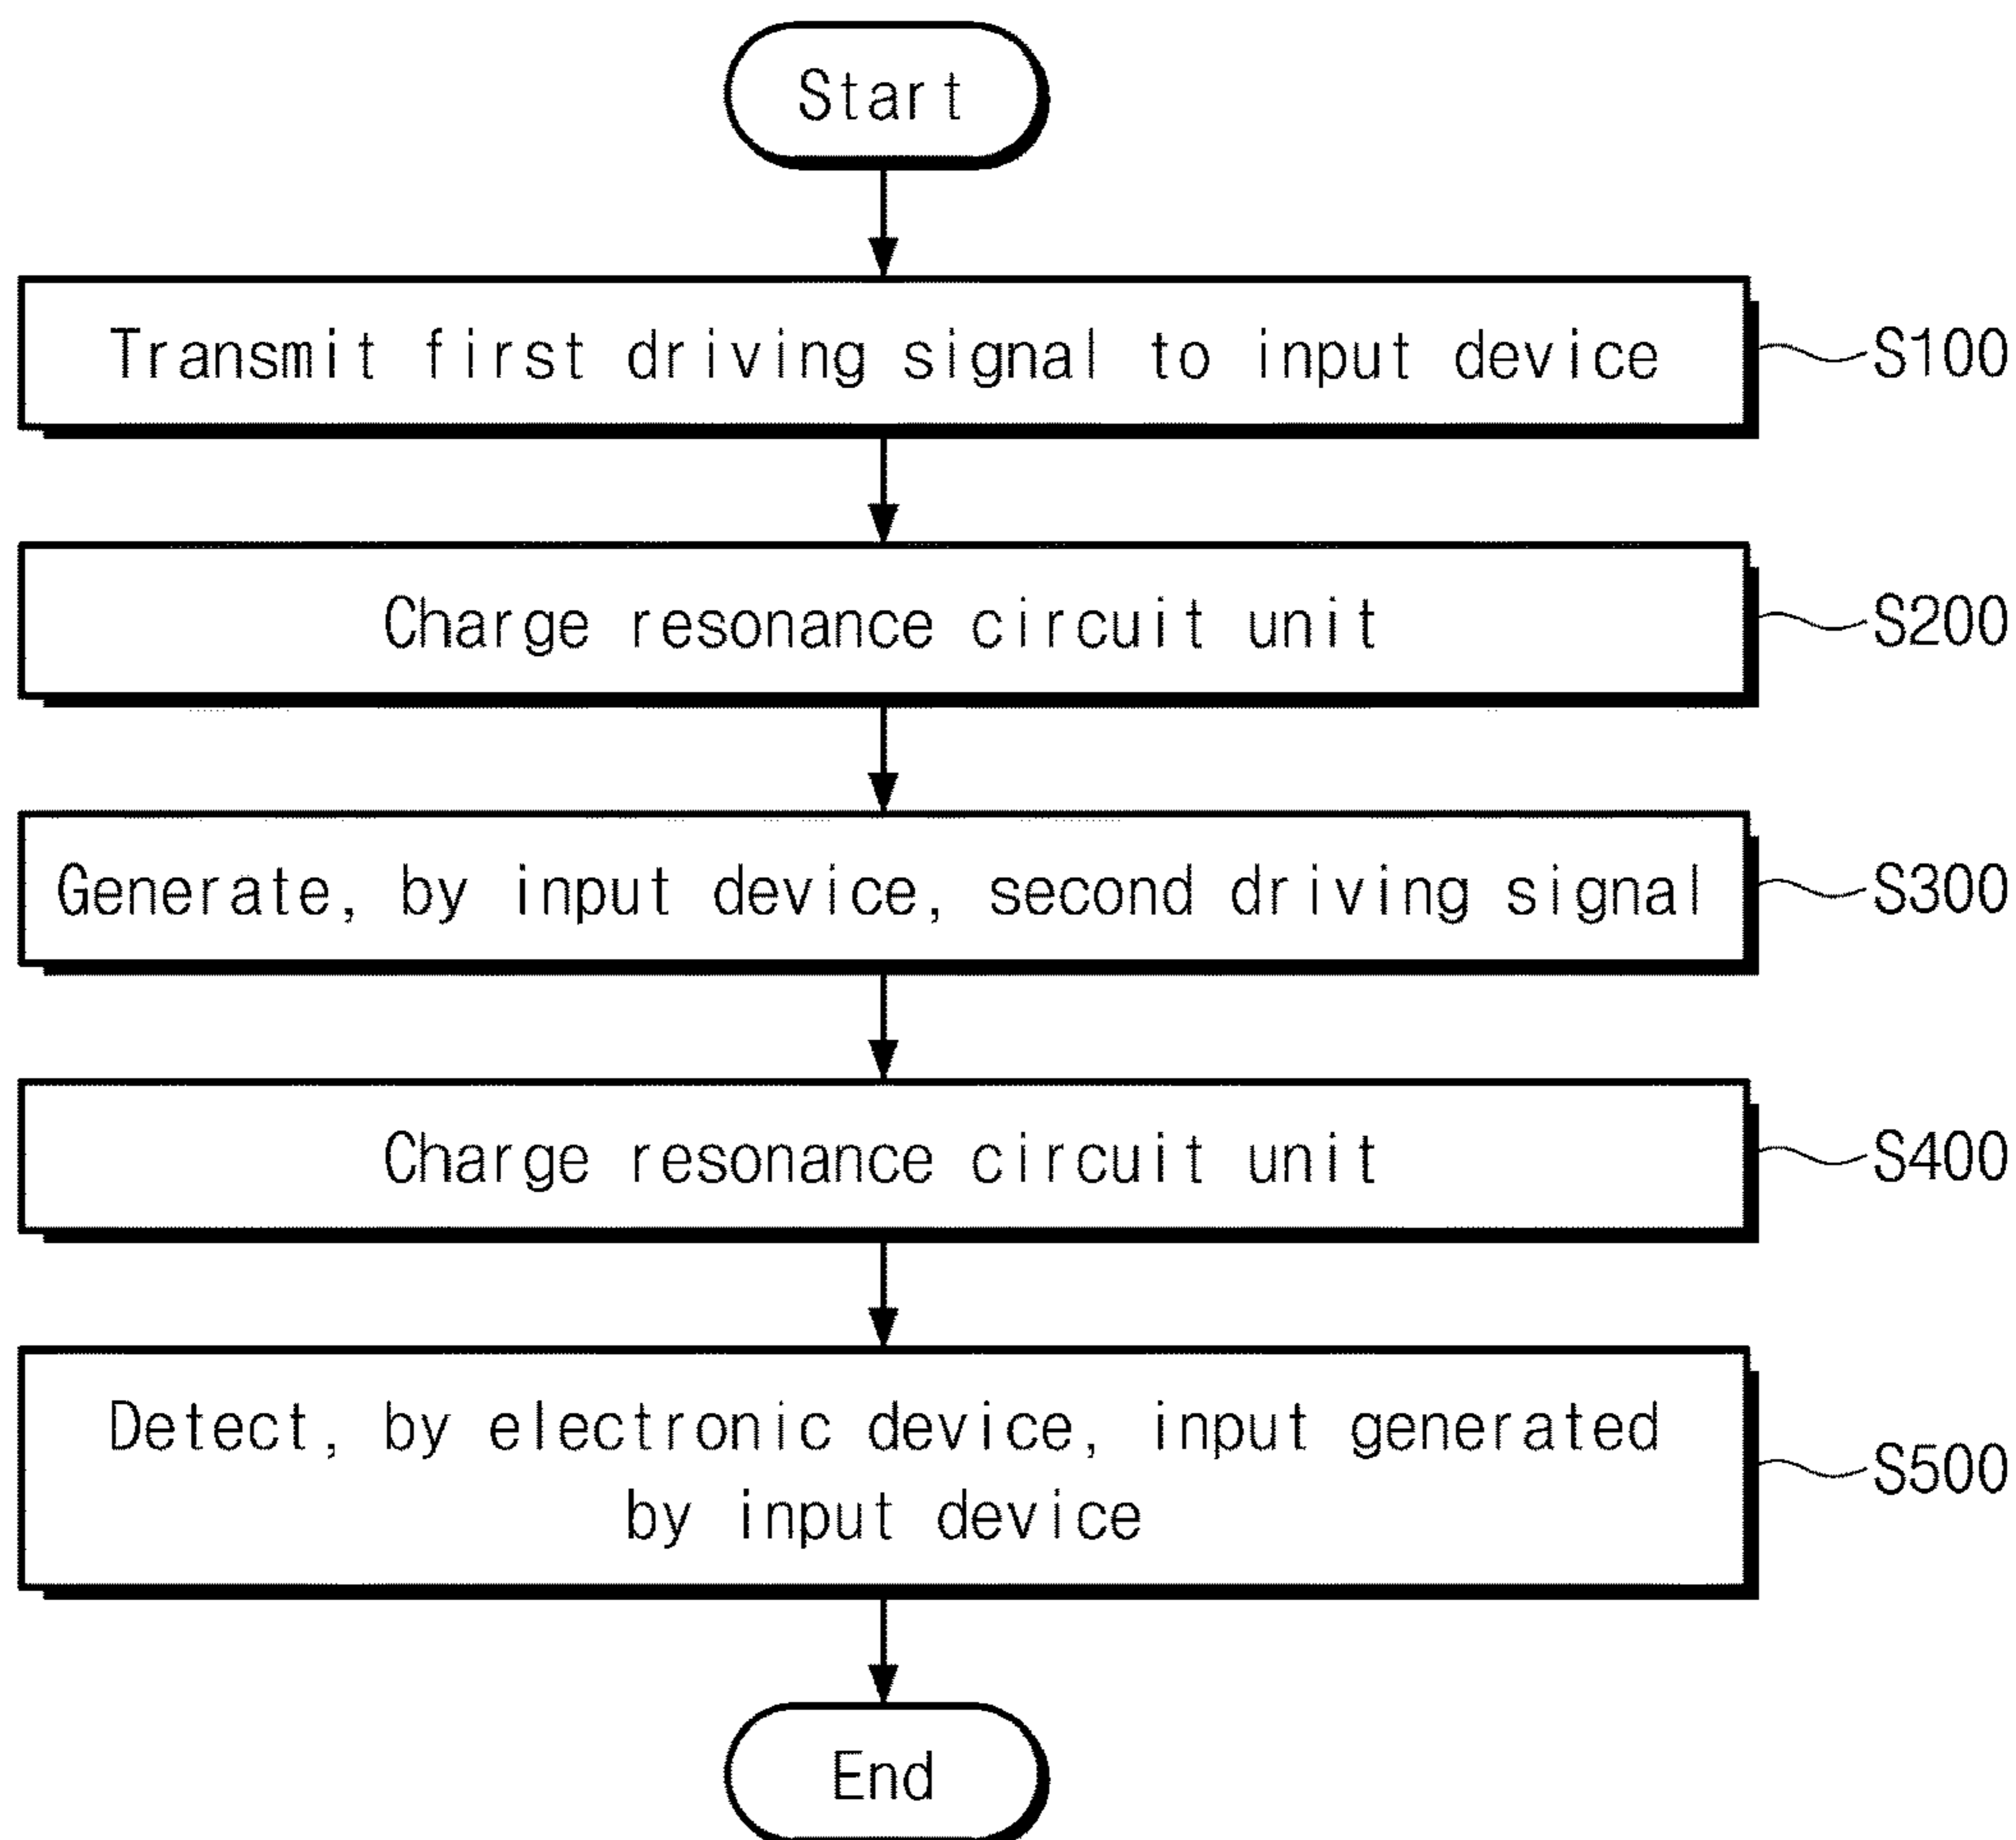 Start
Transmit first driving signal to input device
S100
Charge resonance circuit unit
S200
Generate, by input device, second driving signal
S300
Charge resonance circuit unit
S400
Detect, by electronic device, input generated
by input device
S500
End